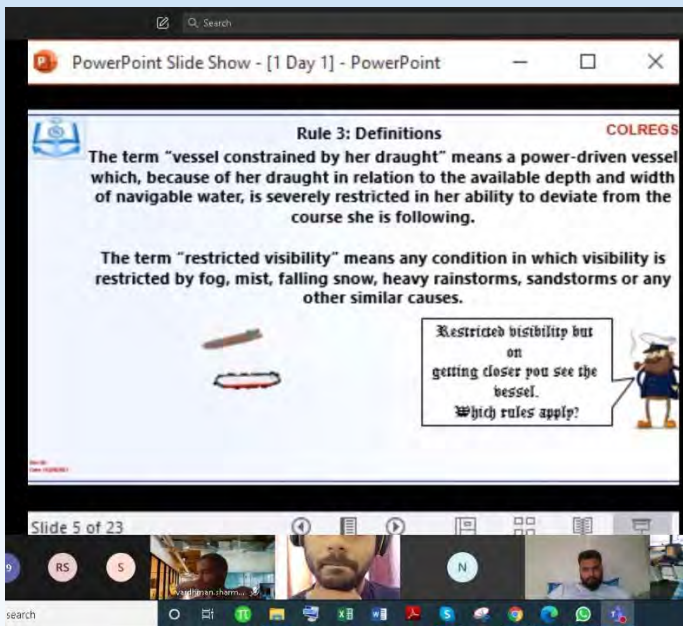 Search
PowerPoint Slide Show - [1 Day 1] - PowerPoint
Rule 3: Definitions
COLREGS
The term “vessel constrained by her draught” means a power-driven vessel
which, because of her draught in relation to the available depth and width
of navigable water, is severely restricted in her ability to deviate from the
course she is following.
The term “restricted visibility” means any condition in which visibility is
restricted by fog, mist, falling snow, heavy rainstorms, sandstorms or any
other similar causes.
Restricted visibility but
on
getting closer you see the
vessel.
Which rules apply?
Slide 5 of 23
9
RS
S
vardhman.sharm...
N
search